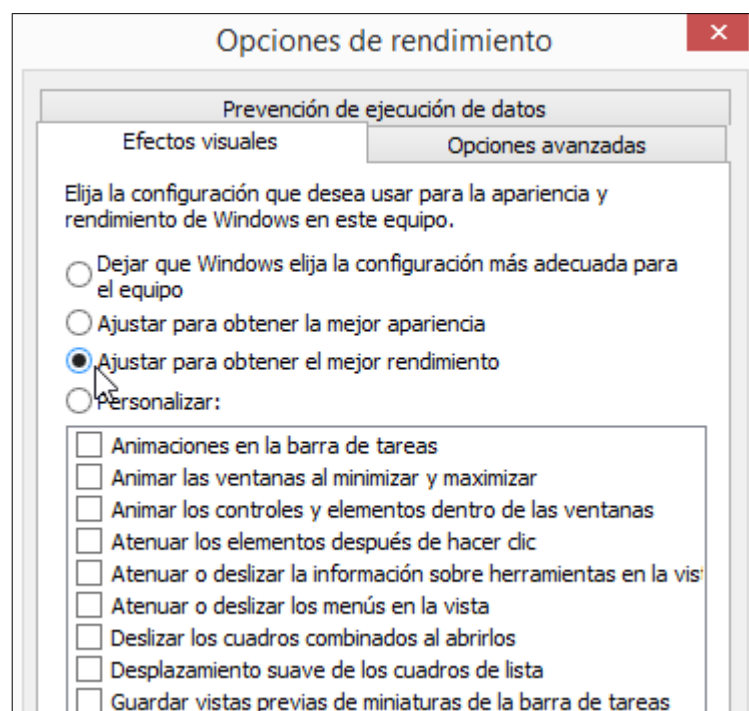 Opciones de rendimiento
Prevención de ejecución de datos
Efectos visuales
Opciones avanzadas
Elija la configuración que desea usar para la apariencia y
rendimiento de Windows en este equipo.
Dejar que Windows elija la configuración más adecuada para
el equipo
Ajustar para obtener la mejor apariencia
Ajustar para obtener el mejor rendimiento
Personalizar:
Animaciones en la barra de tareas
Animar las ventanas al minimizar y maximizar
Animar los controles y elementos dentro de las ventanas
Atenuar los elementos después de hacer clic
Atenuar o deslizar la información sobre herramientas en la
Atenuar o deslizar los menús en la vista
Deslizar los cuadros combinados al abrirlos
Desplazamiento suave de los cuadros de lista
Guardar vistas previas de miniaturas de la barra de tareas